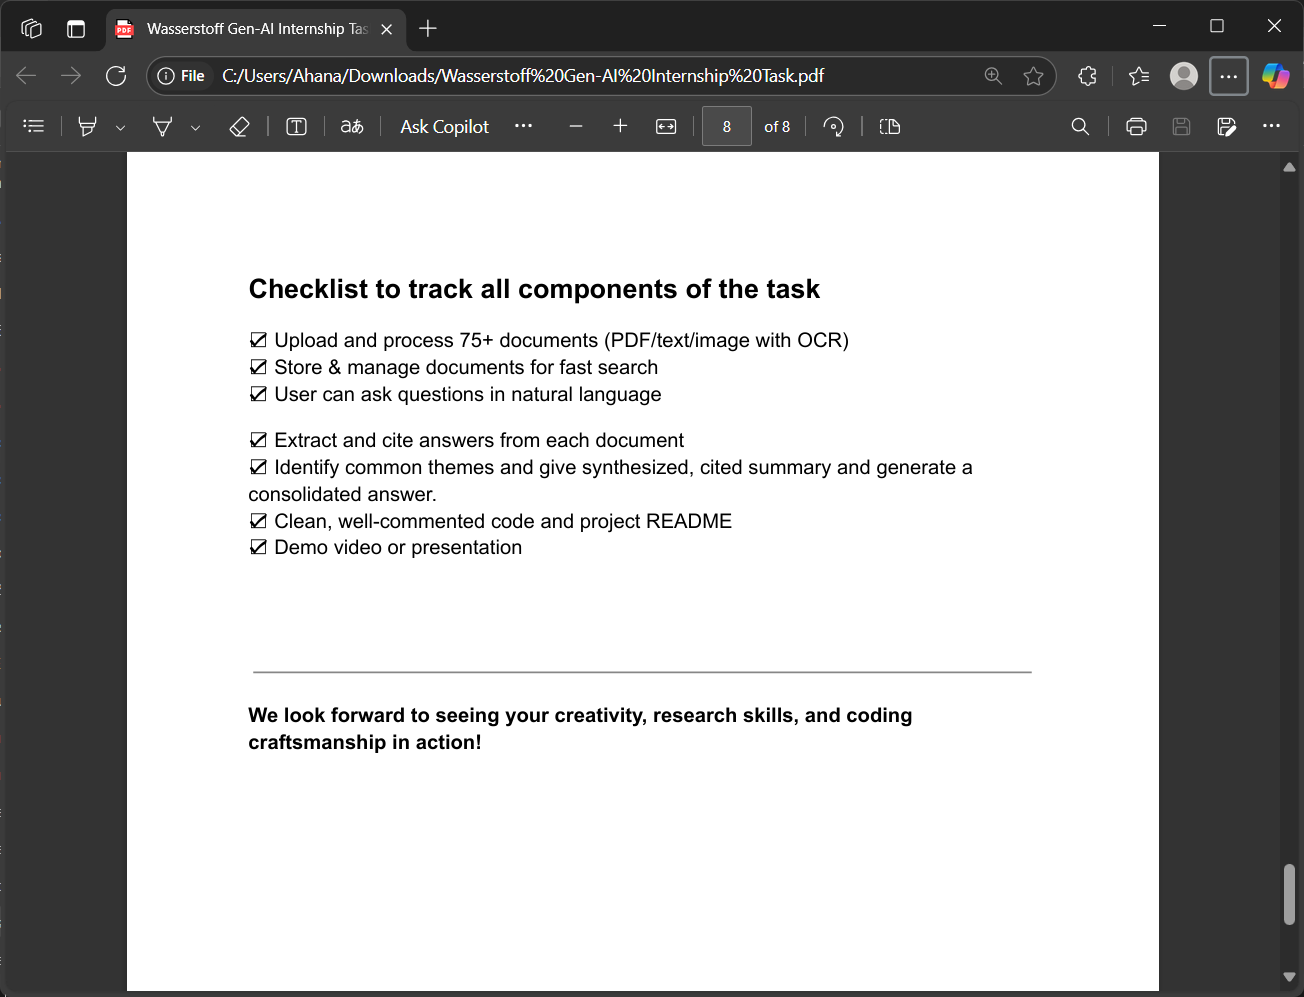 Wasserstoff Gen-AI Internship Tas
File C:/Users/Ahana/Downloads/Wasserstoff%20Gen-AI%20Internship%20Task.pdf
aあ Ask Copilot 8 of 8
Checklist to track all components of the task
☑ Upload and process 75+ documents (PDF/text/image with OCR)
☑ Store & manage documents for fast search
☑ User can ask questions in natural language
☑ Extract and cite answers from each document
☑ Identify common themes and give synthesized, cited summary and generate a
consolidated answer.
☑ Clean, well-commented code and project README
☑ Demo video or presentation
We look forward to seeing your creativity, research skills, and coding
craftsmanship in action!